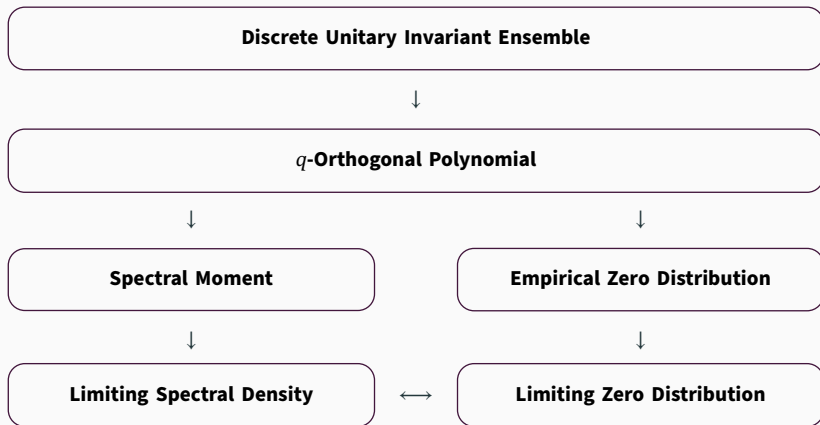 Discrete Unitary Invariant Ensemble
↓
q-Orthogonal Polynomial
↓ ↓
Spectral Moment Empirical Zero Distribution
↓ ↓
Limiting Spectral Density ⟷ Limiting Zero Distribution